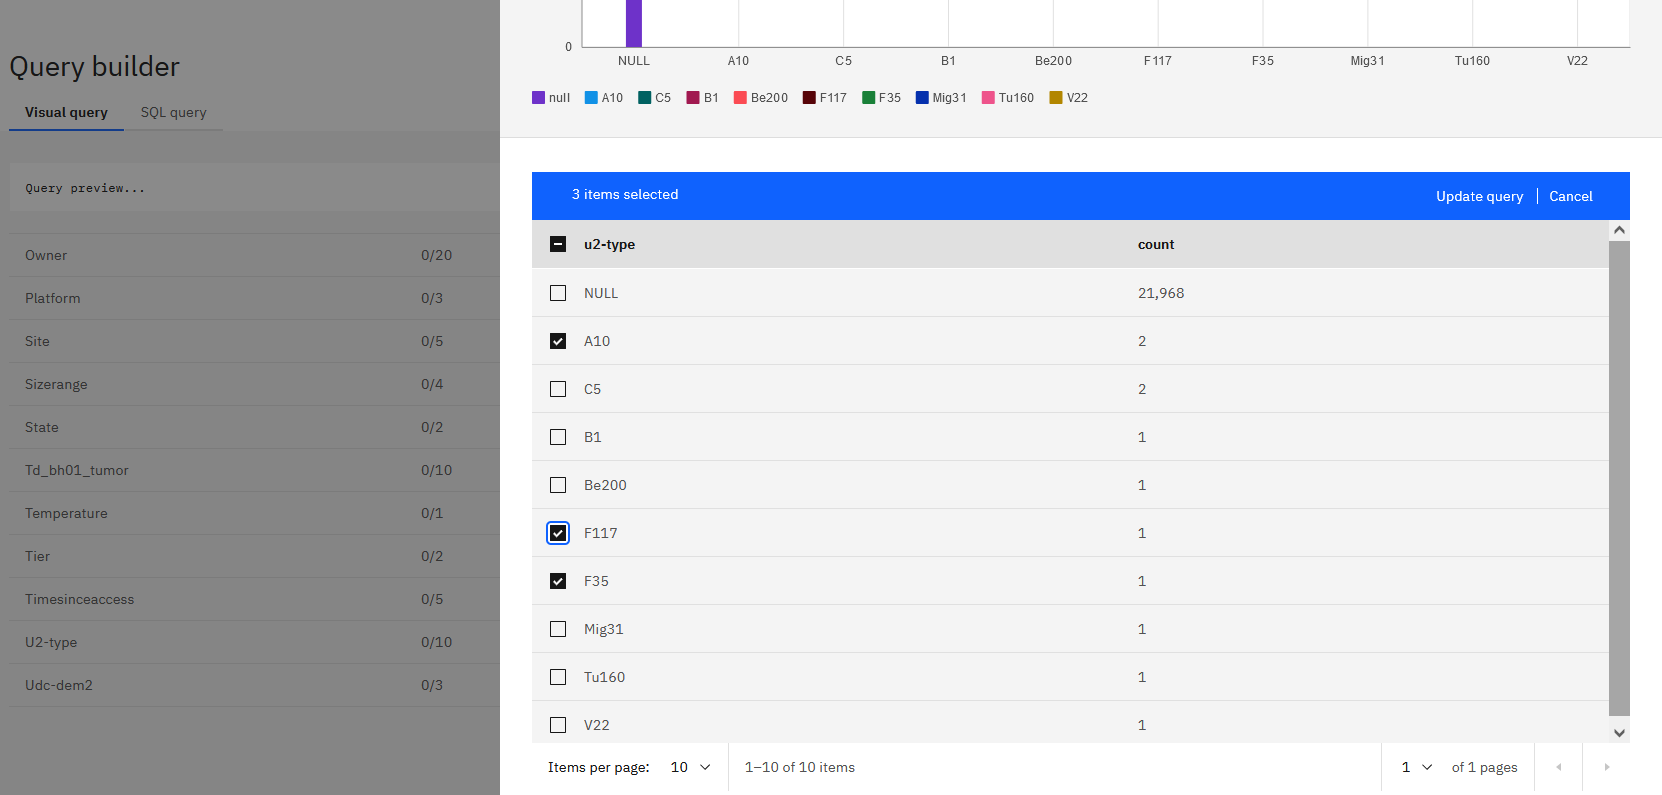 Query builder
Visual query SQL query
Query preview...
Owner 0/20
Platform 0/3
Site 0/5
Sizerange 0/4
State 0/2
Td_bh01_tumor 0/10
Temperature 0/1
Tier 0/2
Timesinceaccess 0/5
U2-type 0/10
Udc-dem2 0/3
0
NULL A10 C5 B1 Be200 F117 F35 Mig31 Tu160 V22
null A10 C5 B1 Be200 F117 F35 Mig31 Tu160 V22
3 items selected Update query Cancel
u2-type count
NULL 21,968
A10 2
C5 2
B1 1
Be200 1
F117 1
F35 1
Mig31 1
Tu160 1
V22 1
Items per page: 10 1–10 of 10 items 1 of 1 pages